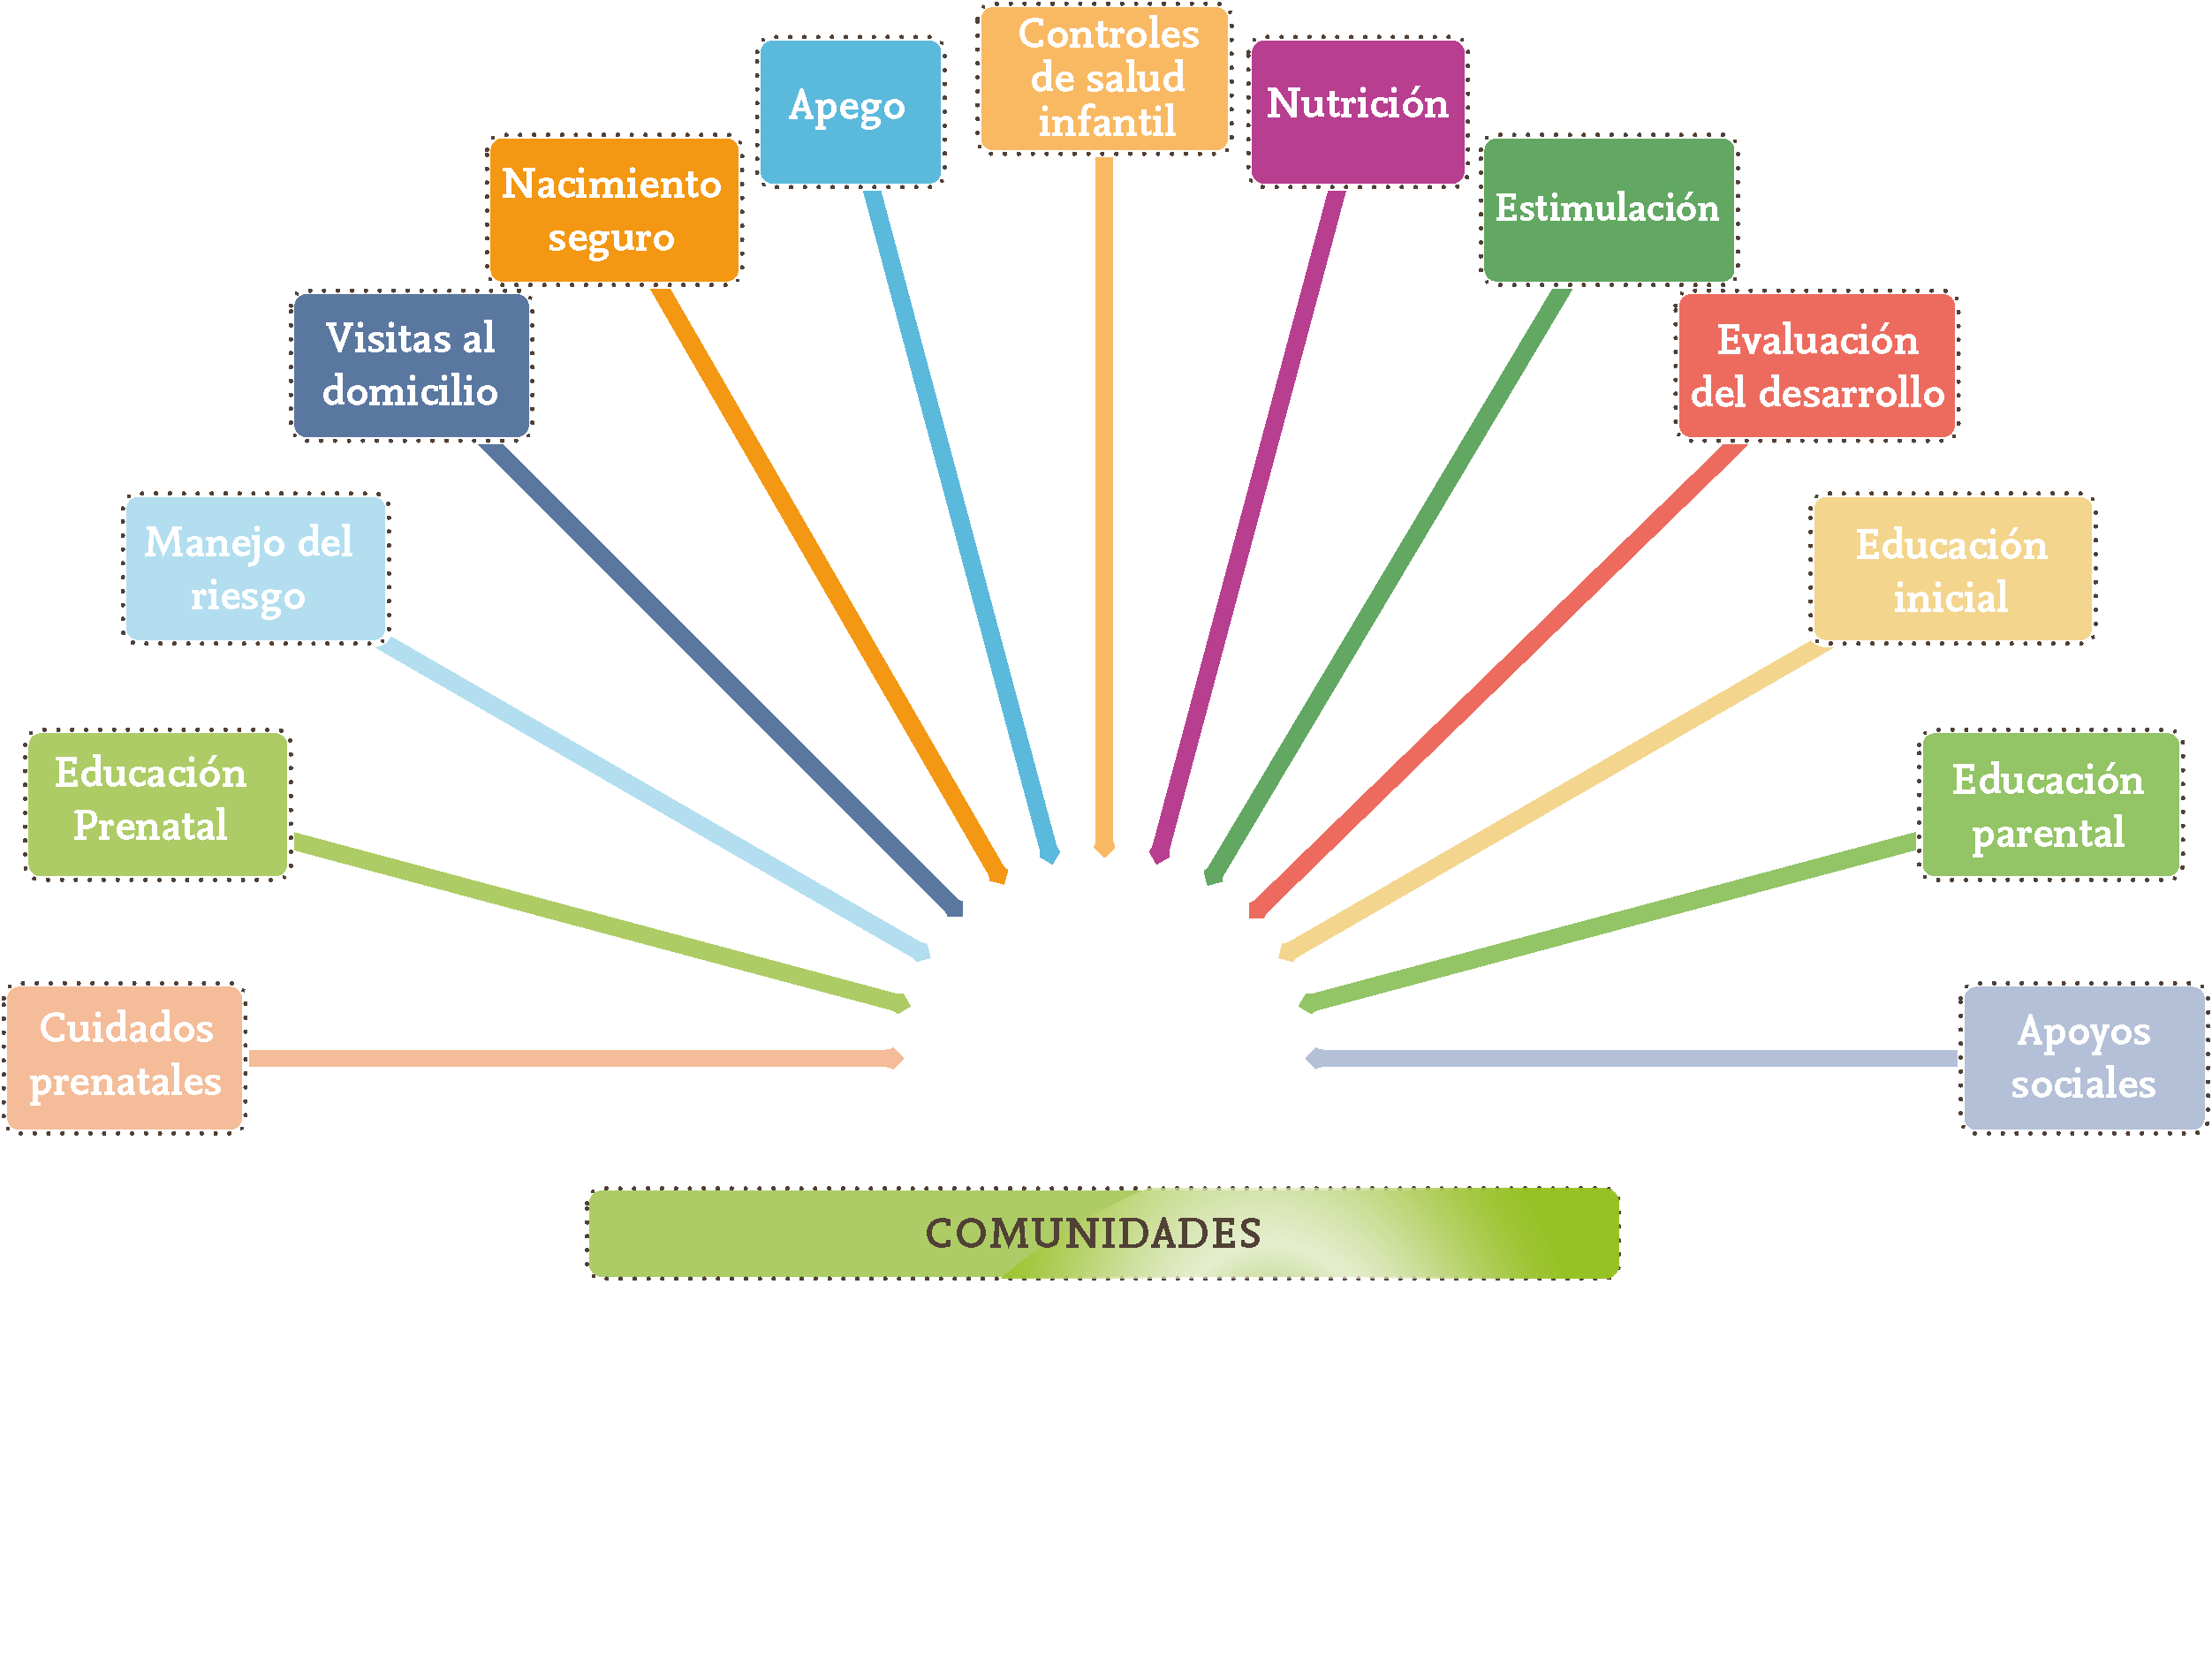 Controles
de salud
infantil
Apego
Nutrición
Nacimiento
seguro
Estimulación
Visitas al
domicilio
Evaluación
del desarrollo
Manejo del
riesgo
Educación
inicial
Educación
Prenatal
Educación
parental
Cuidados
prenatales
Apoyos
sociales
COMUNIDADES